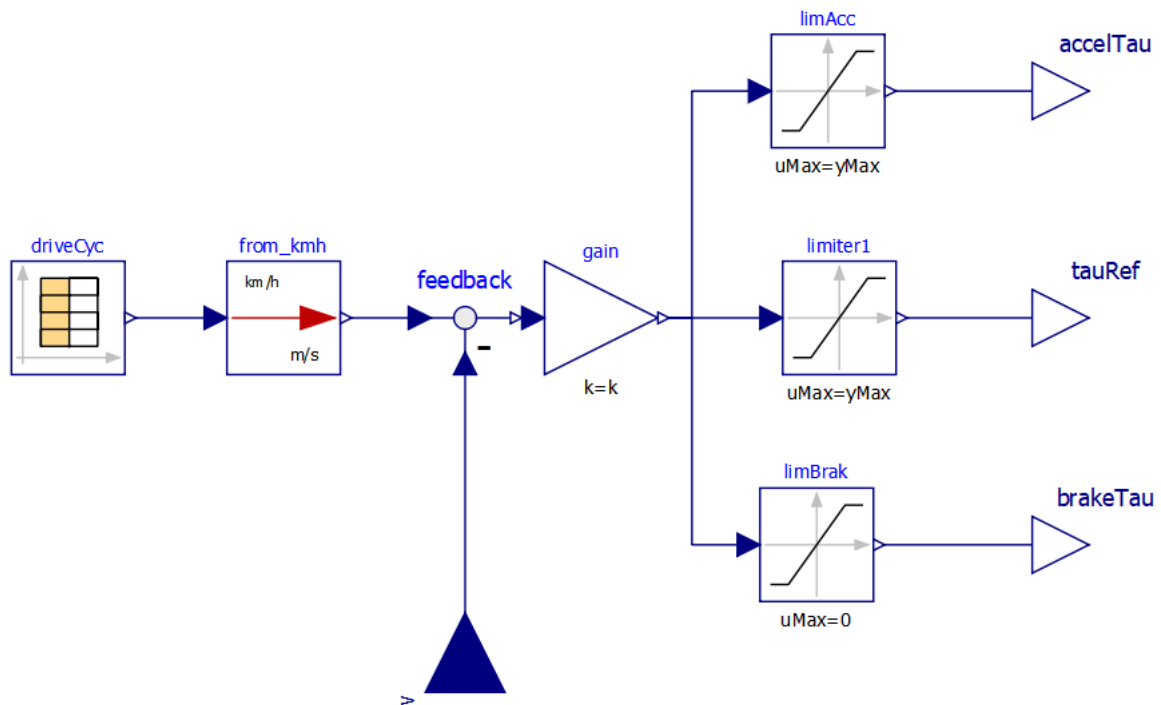 limAcc
accelTau
uMax=yMax
driveCyc
from_kmh
km/h
m/s
feedback
-
gain
k=k
limiter1
tauRef
uMax=yMax
limBrak
brakeTau
uMax=0